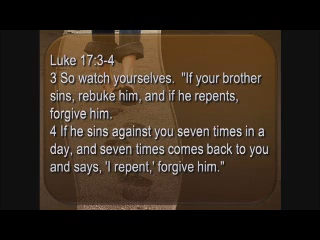 Luke 17:3-4
3 So watch yourselves.  "If your brother
sins, rebuke him, and if he repents,
forgive him.
4 If he sins against you seven times in a
day, and seven times comes back to you
and says, 'I repent,' forgive him."